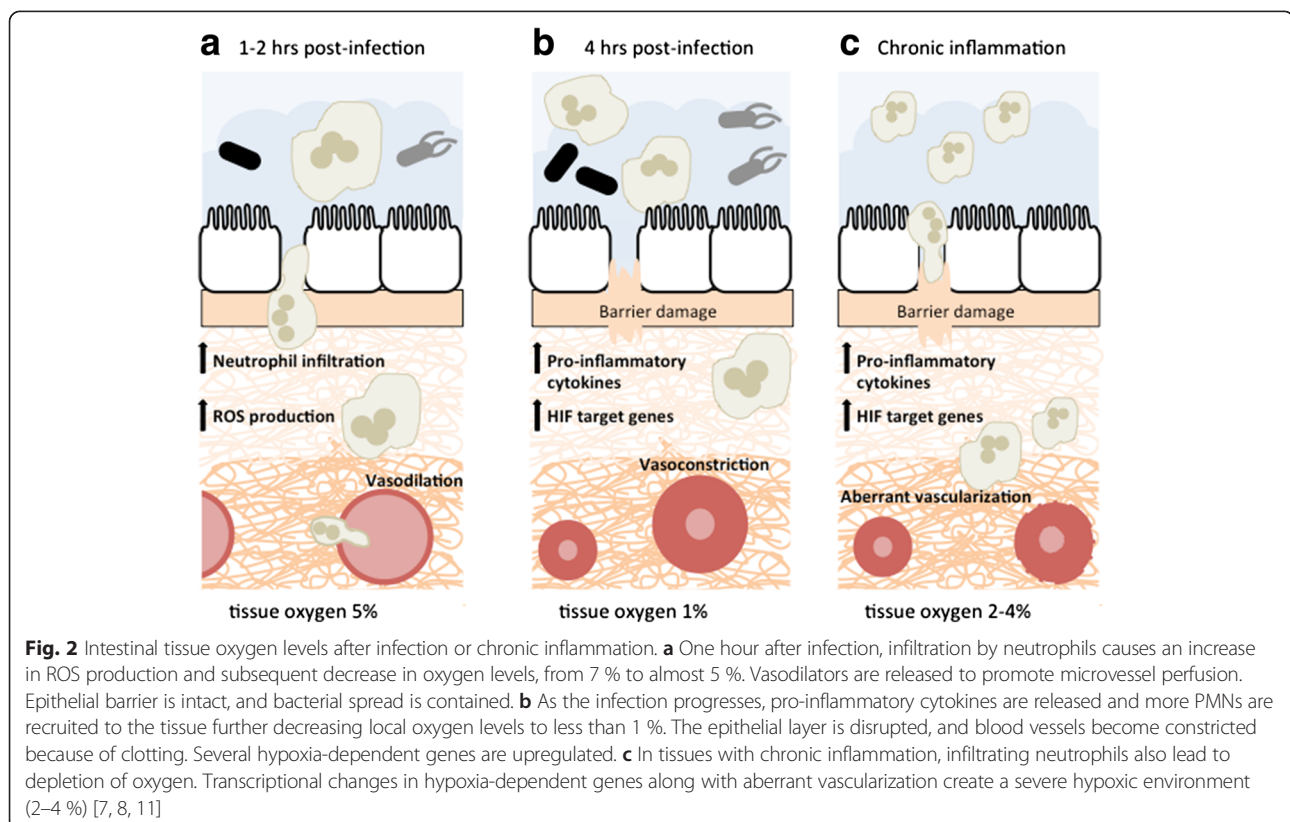 a 1-2 hrs post-infection
b 4 hrs post-infection
c Chronic inflammation
Barrier damage
Barrier damage
Neutrophil infiltration
ROS production
Vasodilation
Pro-inflammatory
cytokines
HIF target genes
Vasoconstriction
Pro-inflammatory
cytokines
HIF target genes
Aberrant vascularization
tissue oxygen 5%
tissue oxygen 1%
tissue oxygen 2-4%
Fig. 2 Intestinal tissue oxygen levels after infection or chronic inflammation. a One hour after infection, infiltration by neutrophils causes an increase
in ROS production and subsequent decrease in oxygen levels, from 7 % to almost 5 %. Vasodilators are released to promote microvessel perfusion.
Epithelial barrier is intact, and bacterial spread is contained. b As the infection progresses, pro-inflammatory cytokines are released and more PMNs are
recruited to the tissue further decreasing local oxygen levels to less than 1 %. The epithelial layer is disrupted, and blood vessels become constricted
because of clotting. Several hypoxia-dependent genes are upregulated. c In tissues with chronic inflammation, infiltrating neutrophils also lead to
depletion of oxygen. Transcriptional changes in hypoxia-dependent genes along with aberrant vascularization create a severe hypoxic environment
(2–4 %) [7, 8, 11]